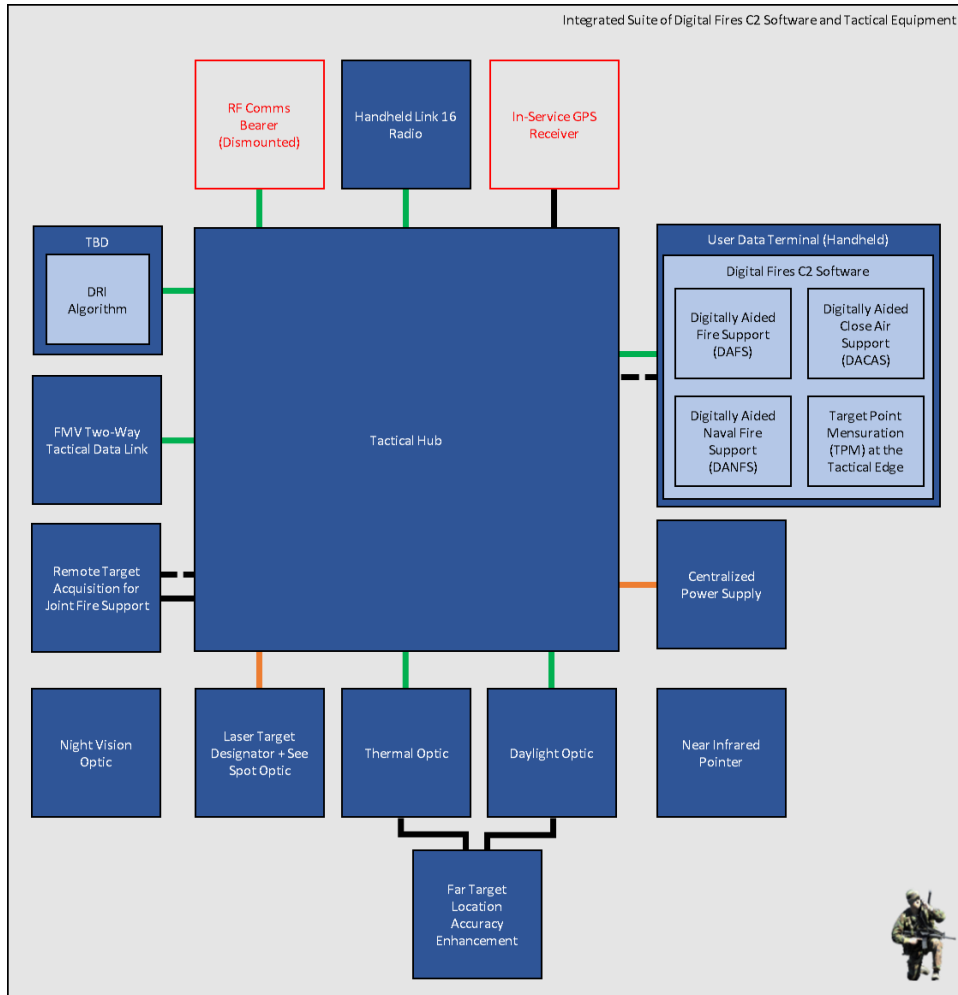 Integrated Suite of Digital Fires C2 Software and Tactical Equipment
RF Comms
Bearer
(Dismounted)
Handheld Link 16
Radio
In-Service GPS
Receiver
TBD
DRI
Algorithm
User Data Terminal (Handheld)
Digital Fires C2 Software
Digitally Aided
Fire Support
(DAFS)
Digitally Aided
Close Air
Support
(DACAS)
FMV Two-Way
Tactical Data Link
Tactical Hub
Digitally Aided
Naval Fire
Support
(DANFS)
Target Point
Mensuration
(TPM) at the
Tactical Edge
Remote Target
Acquisition for
Joint Fire Support
Centralized
Power Supply
Night Vision
Optic
Laser Target
Designator + See
Spot Optic
Thermal Optic
Daylight Optic
Near Infrared
Pointer
Far Target
Location
Accuracy
Enhancement